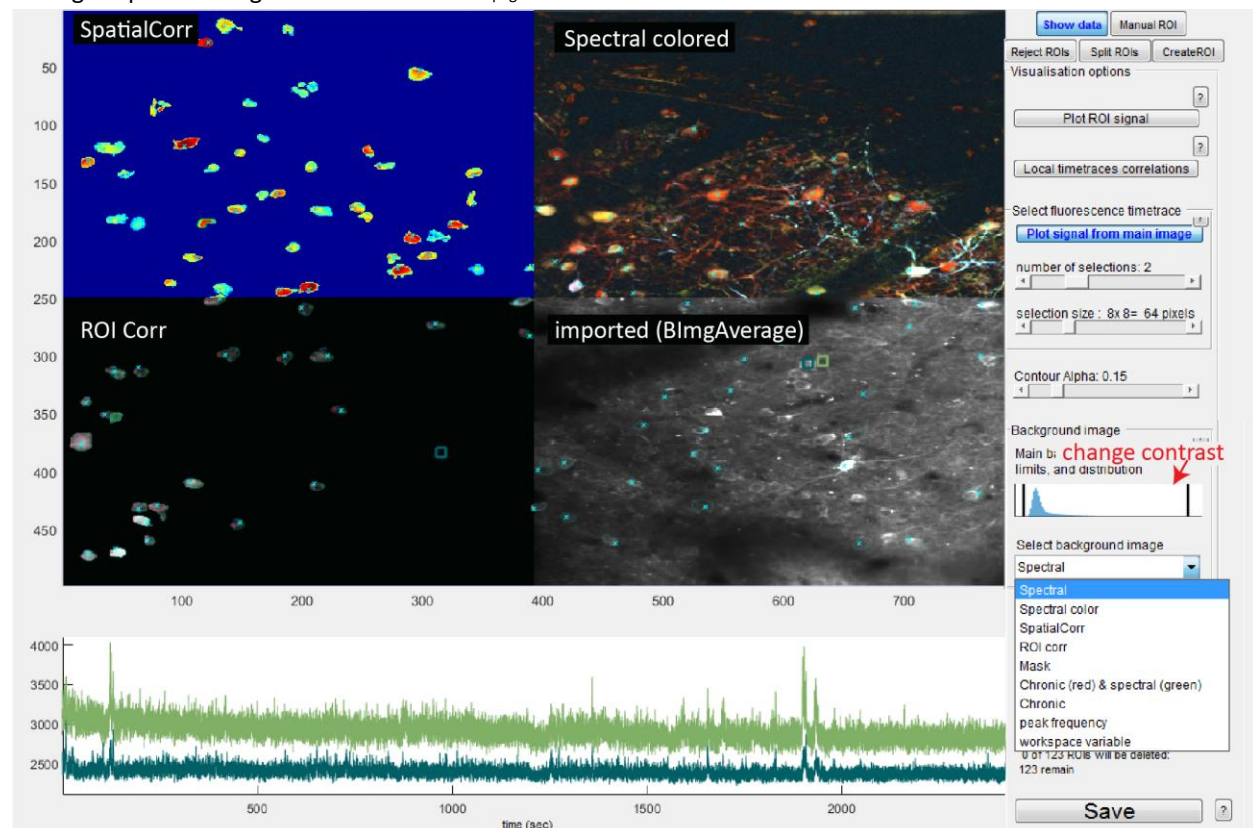 SpatialCorr
Spectral colored
ROI Corr
imported (BImgAverage)
50
100
150
200
250
300
350
400
450
100
200
300
400
500
600
700
4000
3500
3000
2500
500
1000
1500
2000
time (sec)
Show data
Manual ROI
Reject ROIs
Split ROIs
CreateROI
Visualisation options
?
Plot ROI signal
?
Local timetraces correlations
Select fluorescence timetrace
Plot signal from main image
number of selections: 2
selection size : 8x 8= 64 pixels
Contour Alpha: 0.15
Background image
Main b
change contrast
limits, and distribution
Select background image
Spectral
Spectral
Spectral color
SpatialCorr
ROI corr
Mask
Chronic (red) & spectral (green)
Chronic
peak frequency
workspace variable
0 of 123 ROIs will be deleted:
123 remain
Save
?